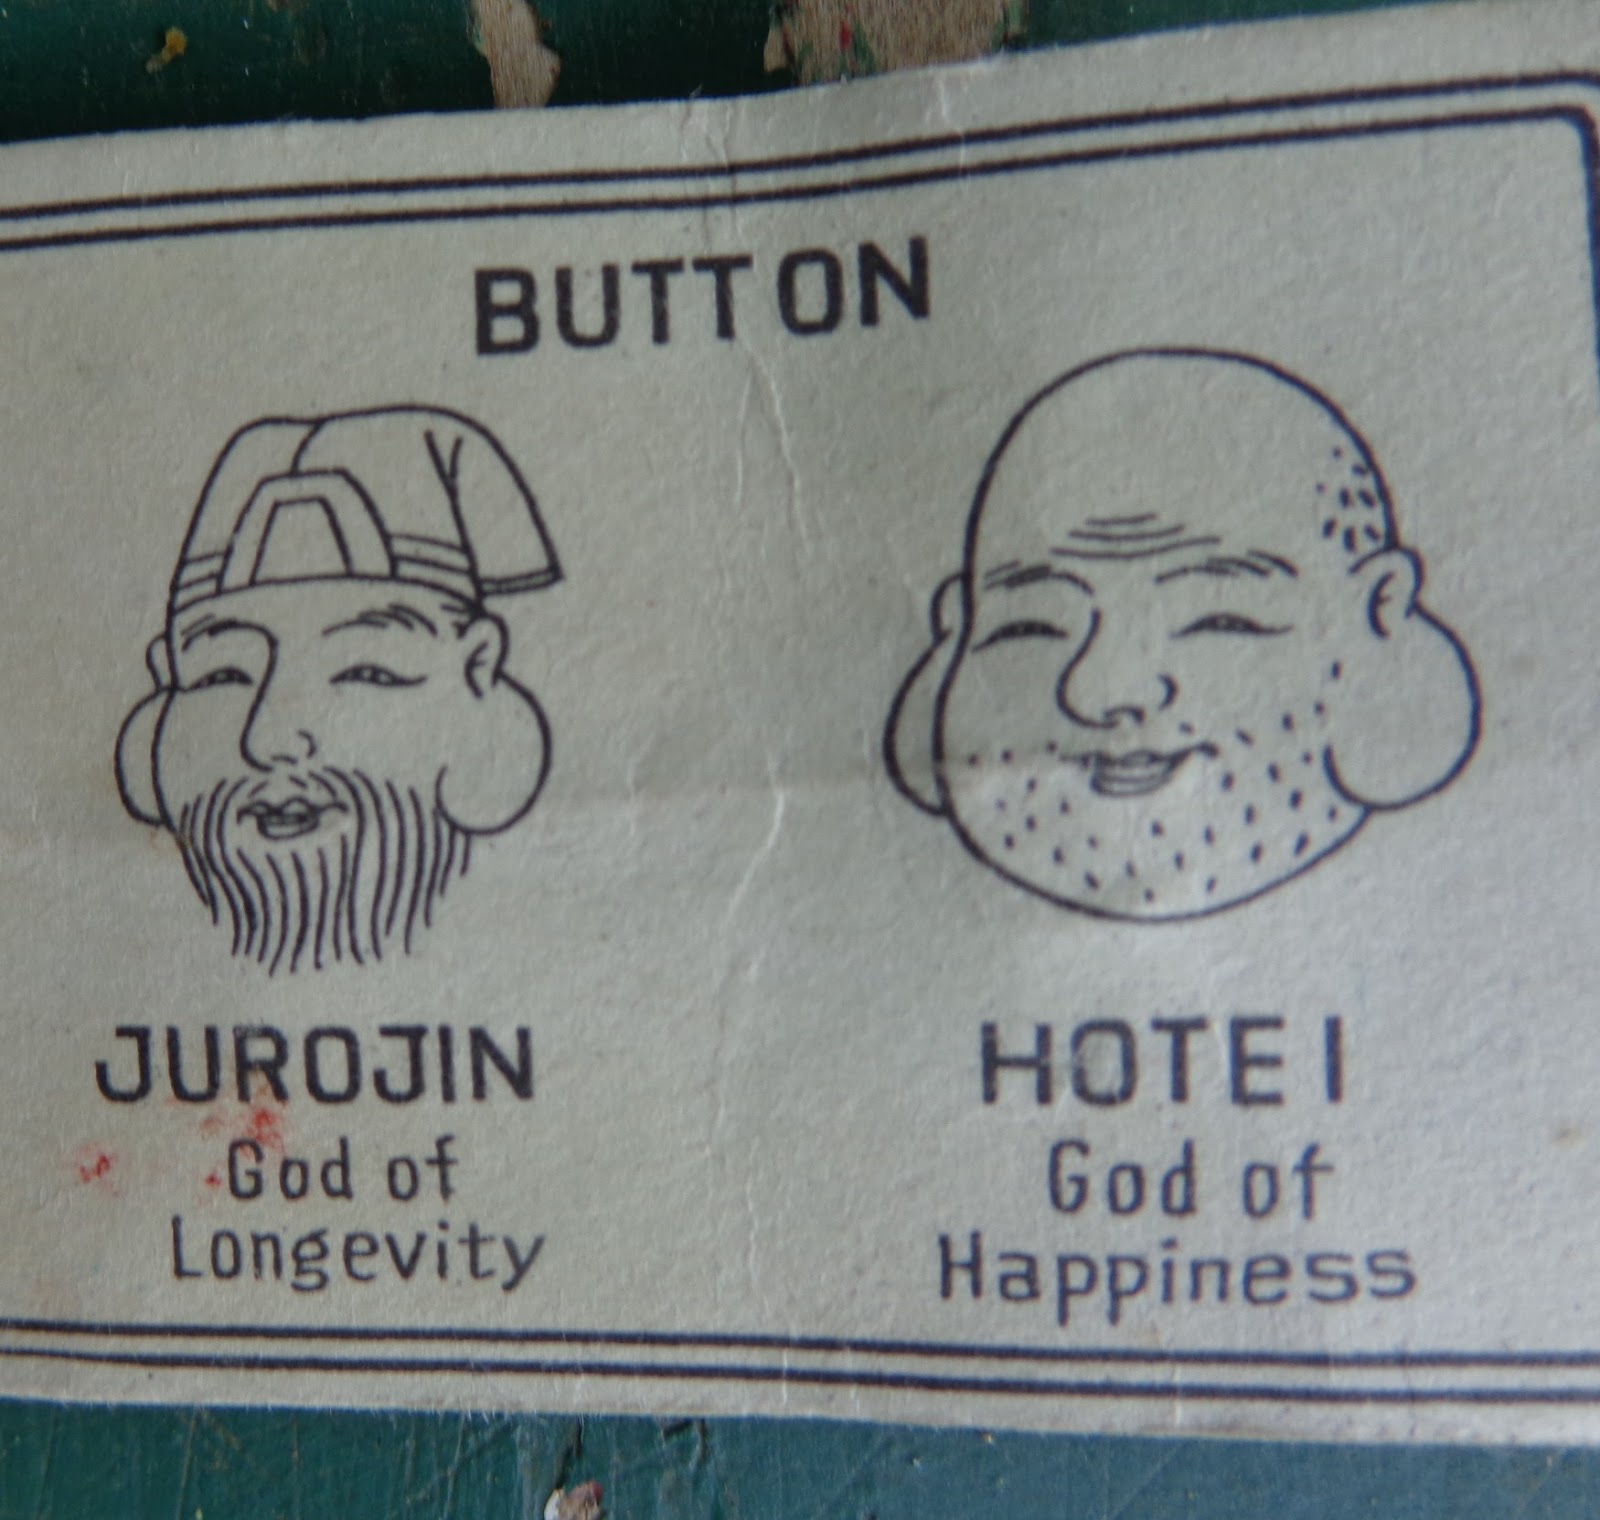 BUTTON
JUROJIN
God of
Longevity
HOTEI
God of
Happiness